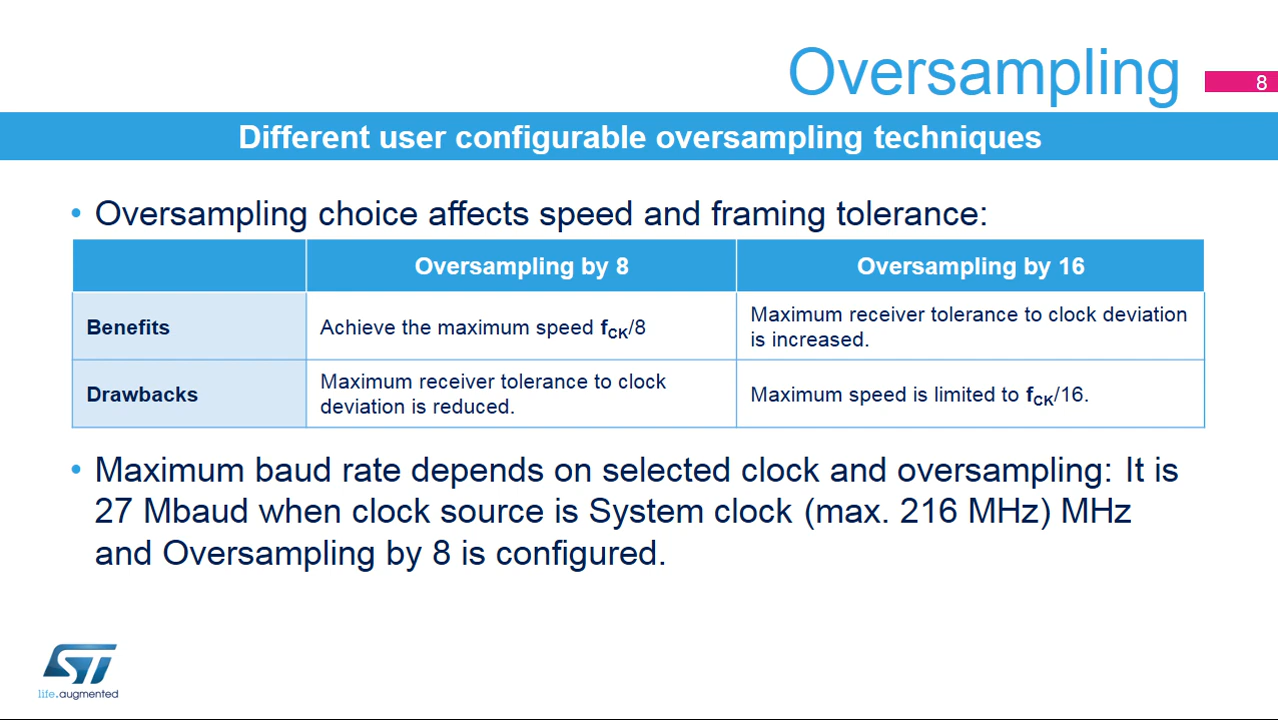 Oversampling
8
Different user configurable oversampling techniques
• Oversampling choice affects speed and framing tolerance:
Oversampling by 8
Oversampling by 16
Benefits
Achieve the maximum speed fCK/8
Maximum receiver tolerance to clock deviation
is increased.
Drawbacks
Maximum receiver tolerance to clock
deviation is reduced.
Maximum speed is limited to fCK/16.
• Maximum baud rate depends on selected clock and oversampling: It is
27 Mbaud when clock source is System clock (max. 216 MHz) MHz
and Oversampling by 8 is configured.
ST
life.augmented